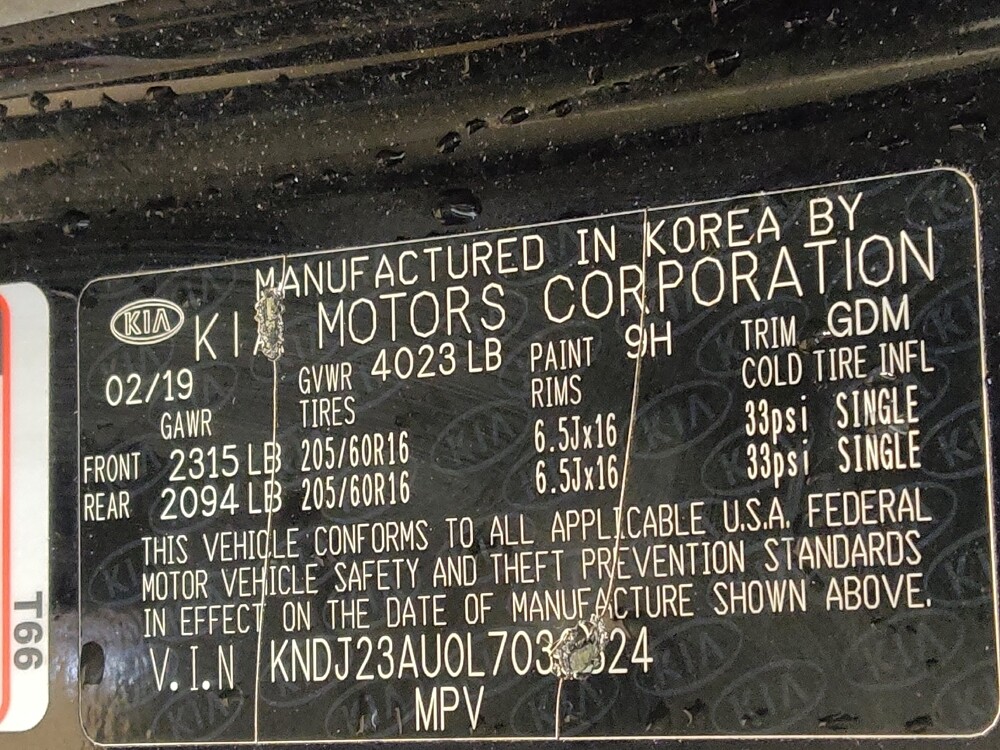 MANUFACTURED IN KOREA BY
KIA KIA MOTORS CORPORATION
02/19 GVWR 4023 LB PAINT 9H TRIM GDM
GAWR TIRES RIMS COLD TIRE INFL
FRONT 2315 LB 205/60R16 6.5Jx16 33psi SINGLE
REAR 2094 LB 205/60R16 6.5Jx16 33psi SINGLE
THIS VEHICLE CONFORMS TO ALL APPLICABLE U.S.A. FEDERAL
MOTOR VEHICLE SAFETY AND THEFT PREVENTION STANDARDS
IN EFFECT ON THE DATE OF MANUFACTURE SHOWN ABOVE.
V.I.N
MPV
T66